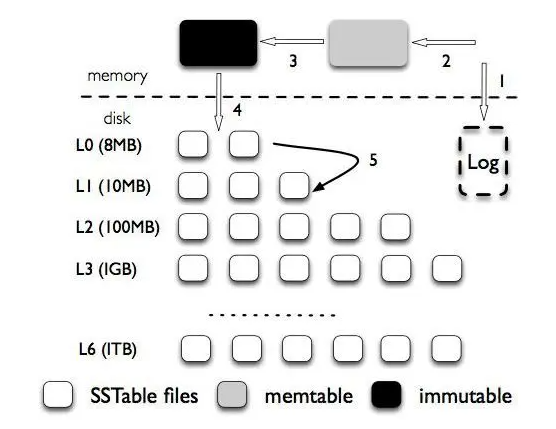 3
2
1
memory
4
disk
L0 (8MB)
5
Log
L1 (10MB)
L2 (100MB)
L3 (1GB)
L6 (1TB)
SSTable files
memtable
immutable